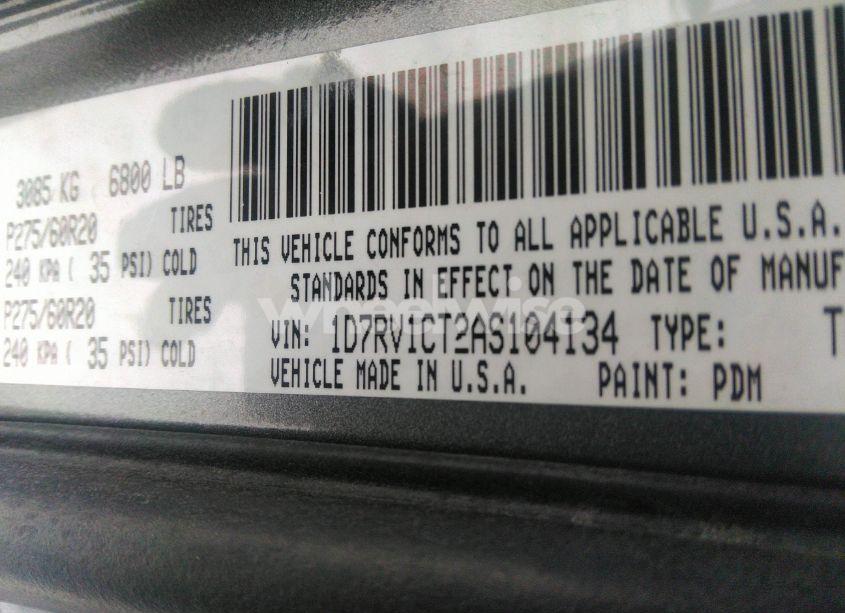 3085 KG 6800 LB
P275/60R20 TIRES
240 KPA ( 35 PSI) COLD
P275/60R20 TIRES
240 KPA ( 35 PSI) COLD
THIS VEHICLE CONFORMS TO ALL APPLICABLE U.S.A.
STANDARDS IN EFFECT ON THE DATE OF MANUF
VIN: 1D7RV1CT2AS104134 TYPE: T
VEHICLE MADE IN U.S.A. PAINT: PDM
wheelwise